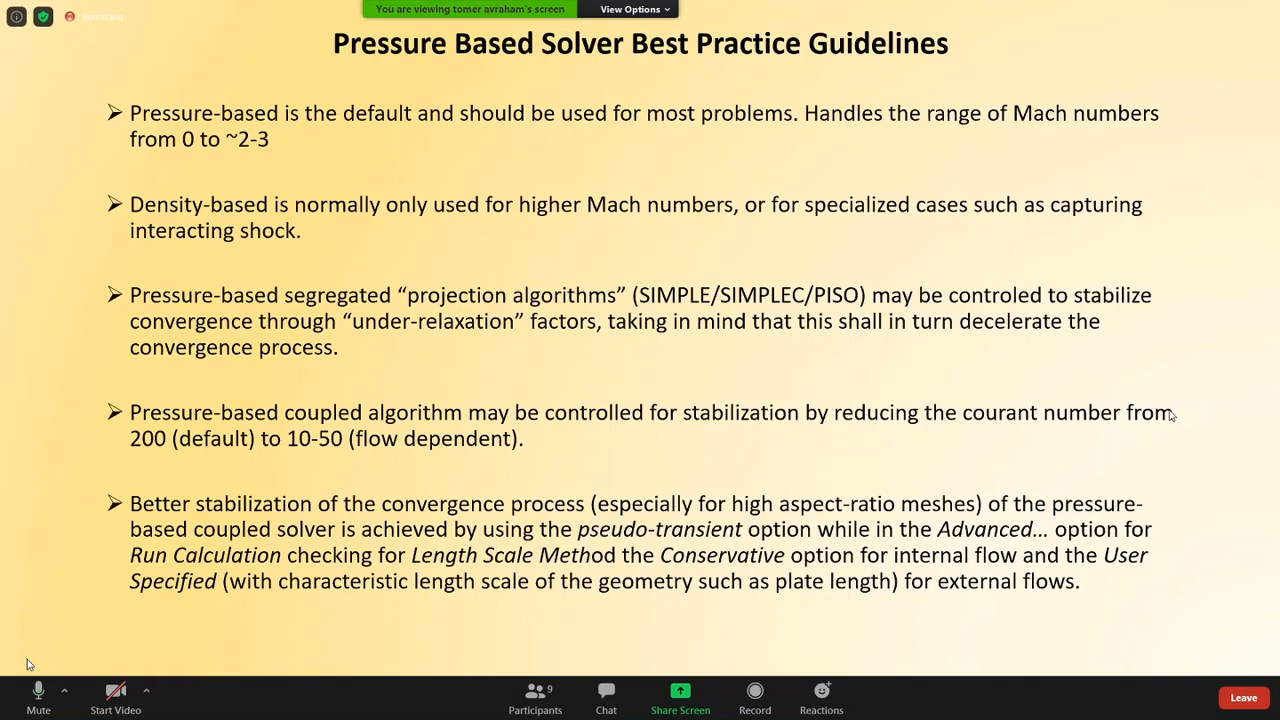 Recording
You are viewing tomer avraham's screen
View Options
Pressure Based Solver Best Practice Guidelines
Pressure-based is the default and should be used for most problems. Handles the range of Mach numbers
from 0 to ~2-3
Density-based is normally only used for higher Mach numbers, or for specialized cases such as capturing
interacting shock.
Pressure-based segregated “projection algorithms” (SIMPLE/SIMPLEC/PISO) may be controled to stabilize
convergence through “under-relaxation” factors, taking in mind that this shall in turn decelerate the
convergence process.
Pressure-based coupled algorithm may be controlled for stabilization by reducing the courant number from
200 (default) to 10-50 (flow dependent).
Better stabilization of the convergence process (especially for high aspect-ratio meshes) of the pressure-
based coupled solver is achieved by using the pseudo-transient option while in the Advanced... option for
Run Calculation checking for Length Scale Method the Conservative option for internal flow and the User
Specified (with characteristic length scale of the geometry such as plate length) for external flows.
Mute
Start Video
9
Participants
Chat
Share Screen
Record
Reactions
Leave